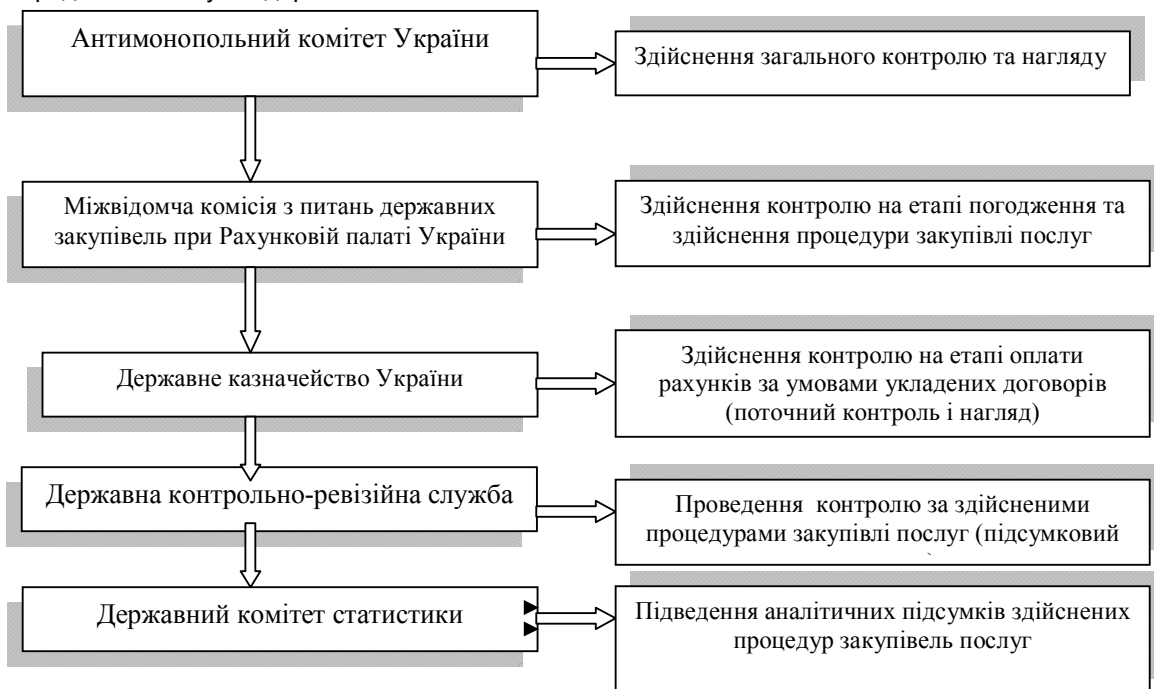 Антимонопольний комітет України
Здійснення загального контролю та нагляду
Міжвідомча комісія з питань державних
закупівель при Рахунковій палаті України
Здійснення контролю на етапі погодження та
здійснення процедури закупівлі послуг
Державне казначейство України
Здійснення контролю на етапі оплати
рахунків за умовами укладених договорів
(поточний контроль і нагляд)
Державна контрольно-ревізійна служба
Проведення контролю за здійсненими
процедурами закупівлі послуг (підсумковий
Державний комітет статистики
Підведення аналітичних підсумків здійснених
процедур закупівель послуг